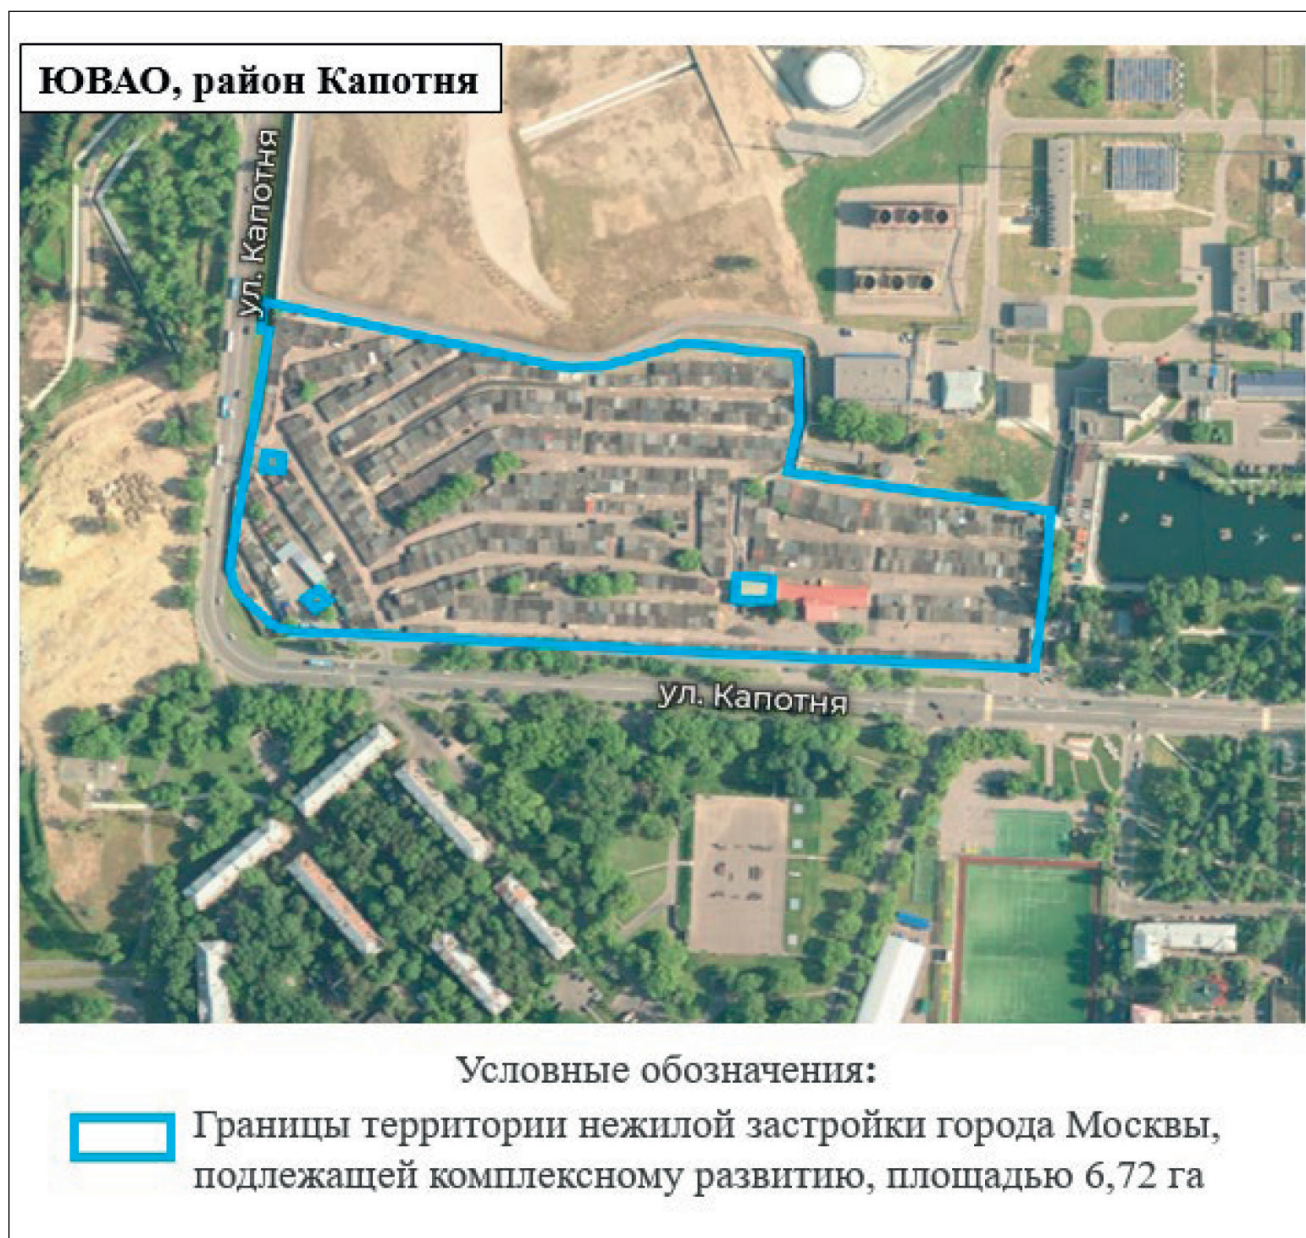 ЮВАО, район Капотня
ул. Капотня
ул. Капотня
Условные обозначения:
Границы территории нежилой застройки города Москвы,
подлежащей комплексному развитию, площадью 6,72 га